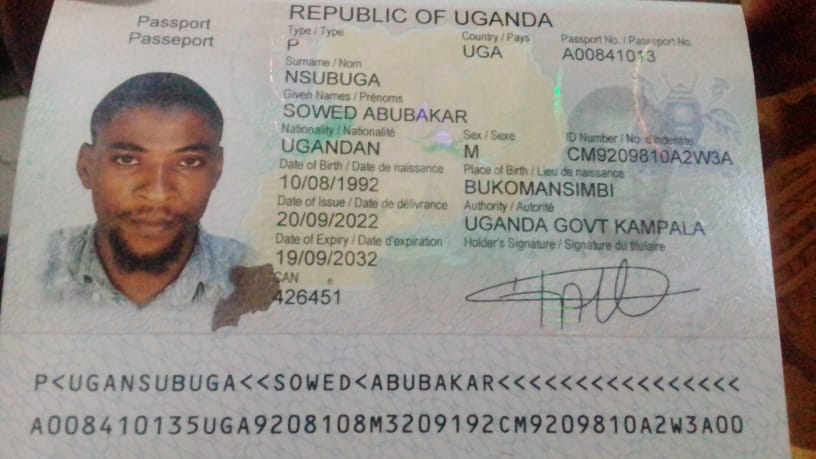 REPUBLIC OF UGANDA
Passport
Passeport
Type / Type
Country / Pays
Passport No. / Passeport No.
P
UGA
A00841013
Surname / Nom
NSUBUGA
Given Names / Prénoms
SOWED ABUBAKAR
Nationality / Nationalité
Sex / Sexe
ID Number / No. d'identité
UGANDAN
M
CM9209810A2W3A
Date of Birth / Date de naissance
Place of Birth / Lieu de naissance
10/08/1992
BUKOMANSIMBI
Date of Issue / Date de délivrance
Authority / Autorité
20/09/2022
UGANDA GOVT KAMPALA
Date of Expiry / Date d'expiration
Holder's Signature / Signature du titulaire
19/09/2032
CAN
426451
P<UGANSUBUGA<<SOWED<ABUBAKAR<<<<<<<<<<<<<<<<
A008410135UGA9208108M3209192CM9209810A2W3A00